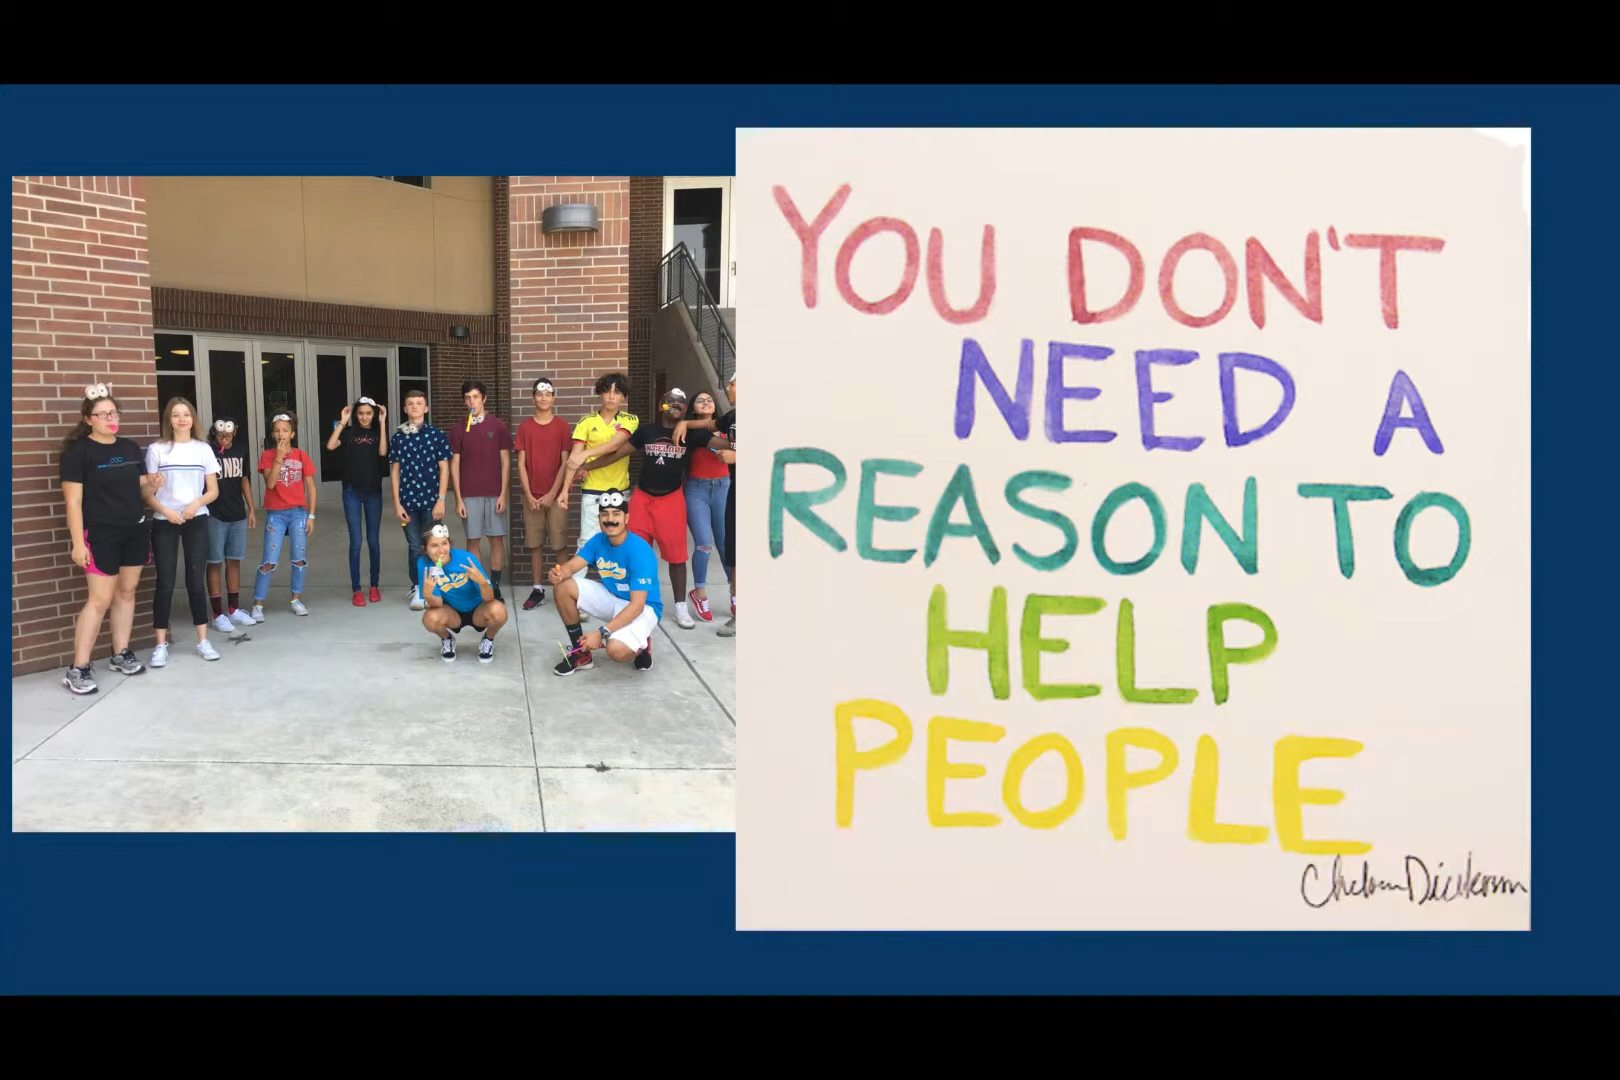 YOU DON'T
NEED A
REASON TO
HELP
PEOPLE